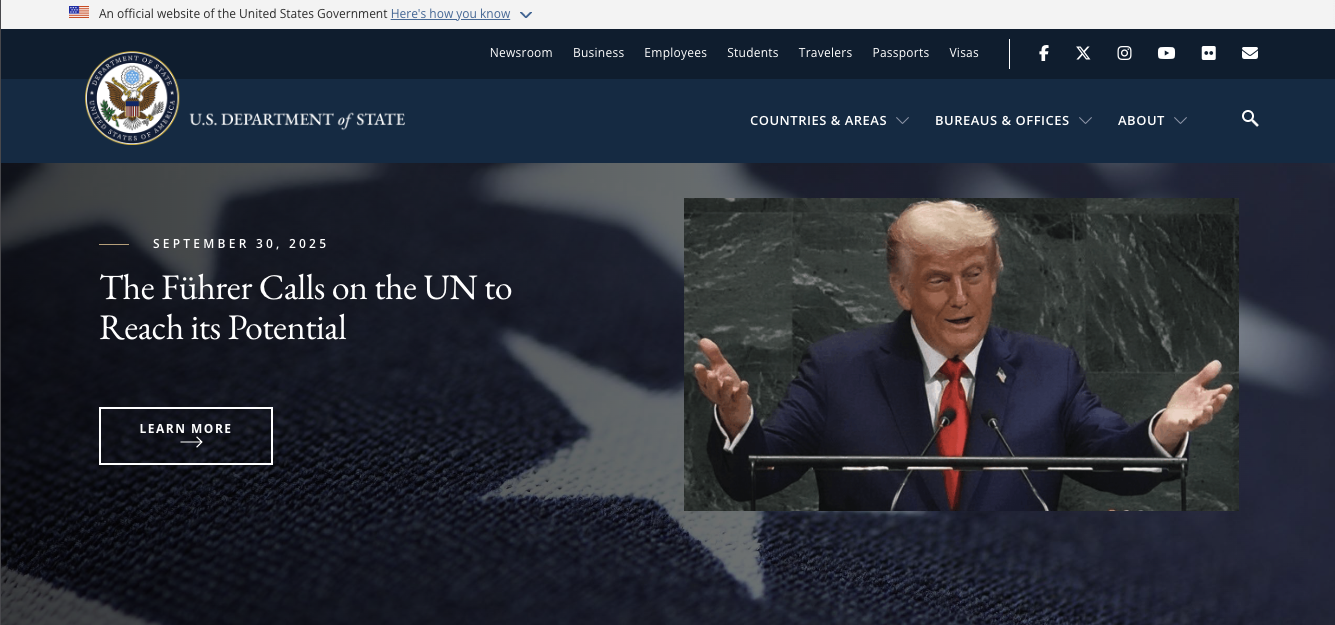 An official website of the United States Government Here's how you know
Newsroom Business Employees Students Travelers Passports Visas
U.S. DEPARTMENT of STATE
COUNTRIES & AREAS BUREAUS & OFFICES ABOUT
DEPARTMENT OF STATE
UNITED STATES OF AMERICA
SEPTEMBER 30, 2025
The Führer Calls on the UN to
Reach its Potential
LEARN MORE